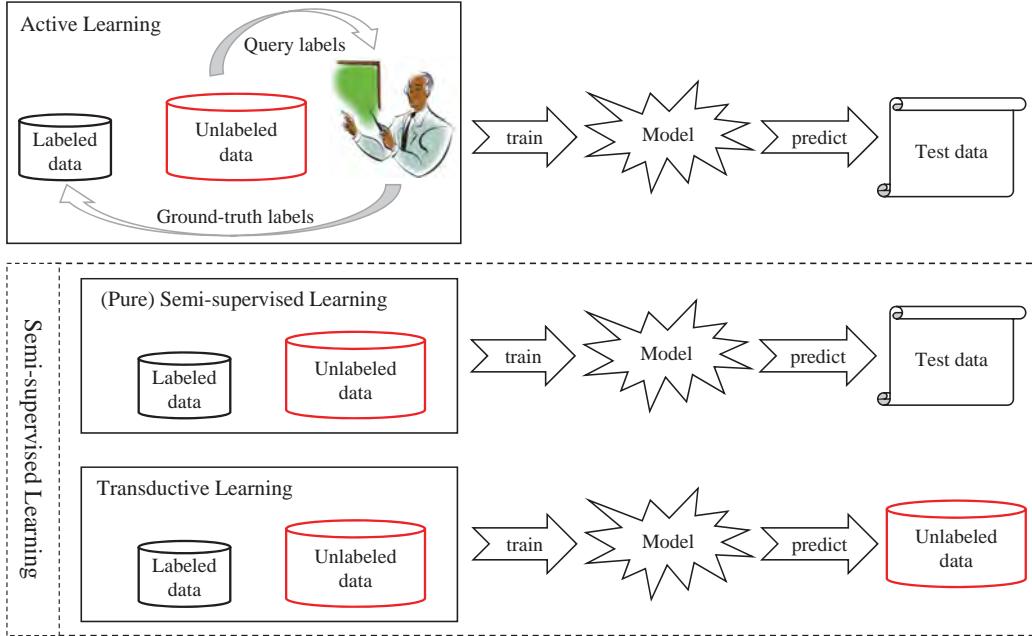 Active Learning
Query labels
Labeled
data
Unlabeled
data
Ground-truth labels
train
Model
predict
Test data
Semi-supervised Learning
(Pure) Semi-supervised Learning
Labeled
data
Unlabeled
data
train
Model
predict
Test data
Transductive Learning
Labeled
data
Unlabeled
data
train
Model
predict
Unlabeled
data